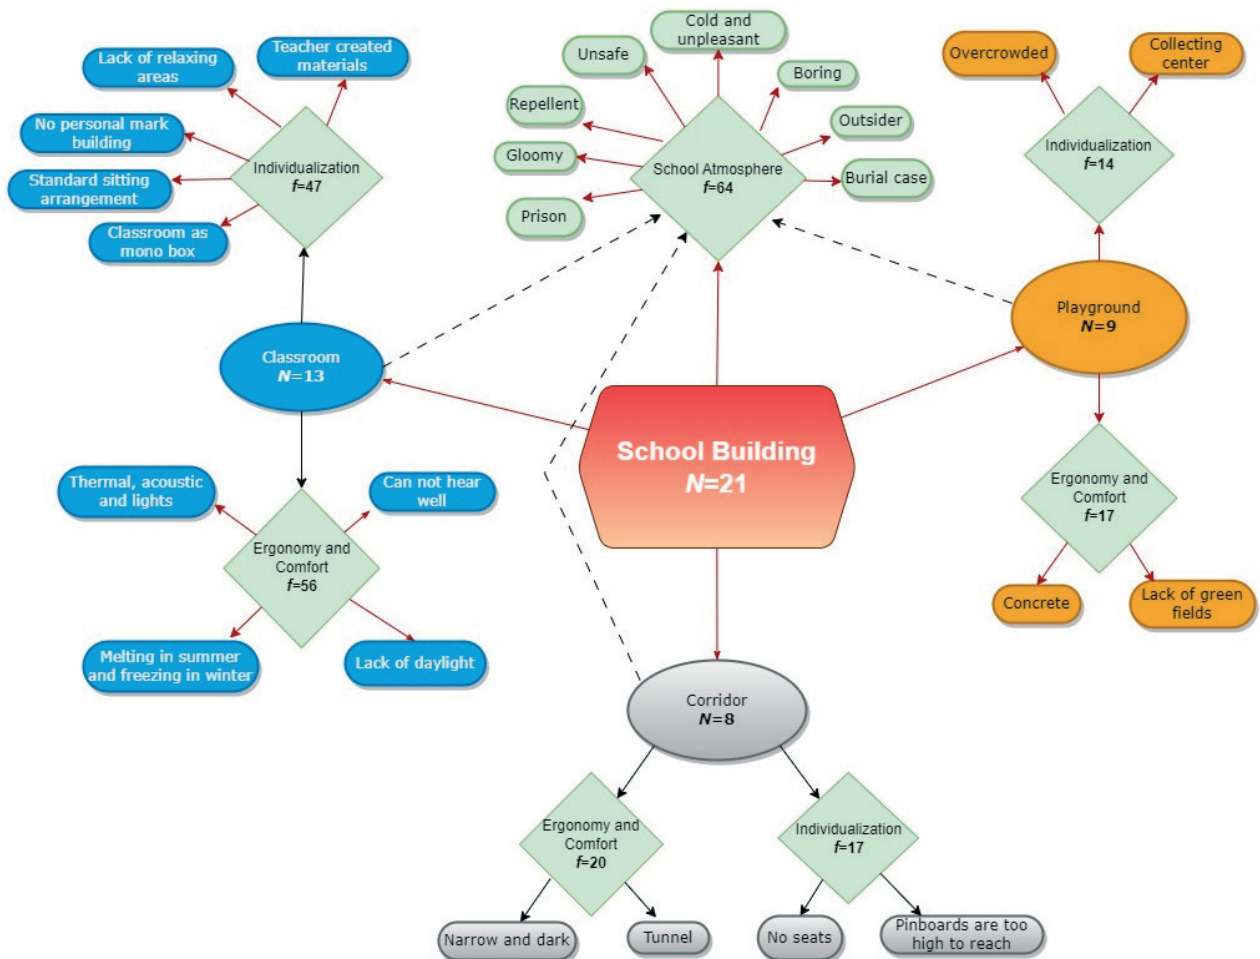 Lack of relaxing
areas
Teacher created
materials
No personal mark
building
Standard sitting
arrangement
Classroom as
mono box
Individualization
f=47
Cold and
unpleasant
Unsafe
Boring
Repellent
Outsider
Gloomy
Burial case
Prison
School Atmosphere
f=64
Overcrowded
Collecting
center
Individualization
f=14
Playground
N=9
Classroom
N=13
School Building
N=21
Thermal, acoustic
and lights
Can not hear
well
Ergonomy and
Comfort
f=56
Melting in summer
and freezing in winter
Lack of daylight
Ergonomy and
Comfort
f=17
Concrete
Lack of green
fields
Corridor
N=8
Ergonomy and
Comfort
f=20
Individualization
f=17
Narrow and dark
Tunnel
No seats
Pinboards are too
high to reach